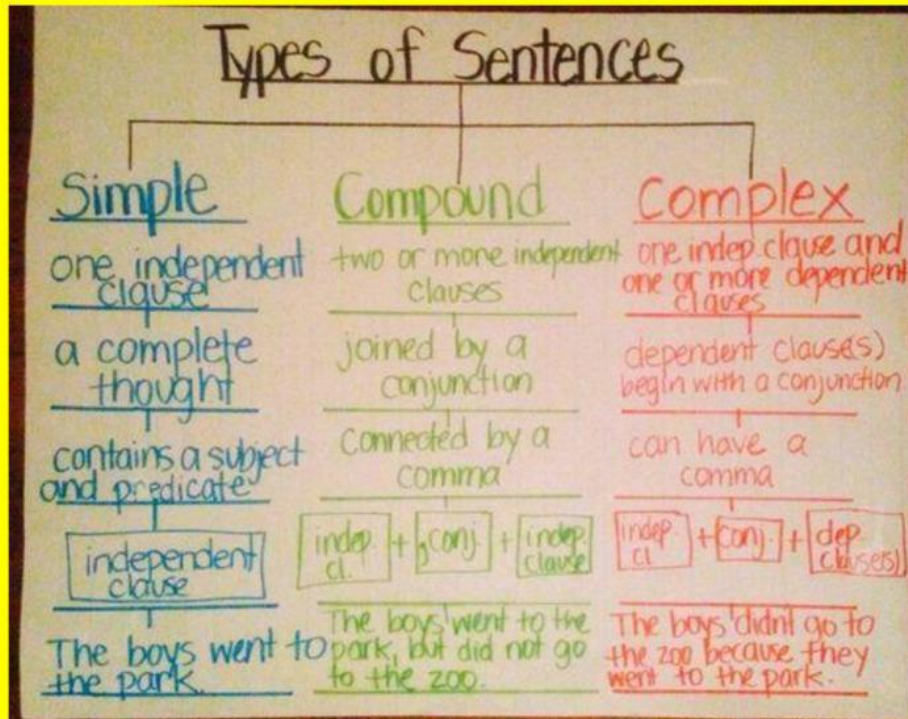 Types of Sentences
Simple
one independent
clause
a complete
thought
contains a subject
and predicate
independent
clause
The boys went to
the park.
Compound
two or more independent
clauses
joined by a
conjunction
connected by a
comma
indep. cl. + , conj. + indep. clause
The boys went to the
park, but did not go
to the zoo.
Complex
one indep clause and
one or more dependent
clauses
dependent clause(s)
begin with a conjunction
can have a
comma
indep. cl + conj. + dep. clause(s)
The boys didn't go to
the zoo because they
went to the park.